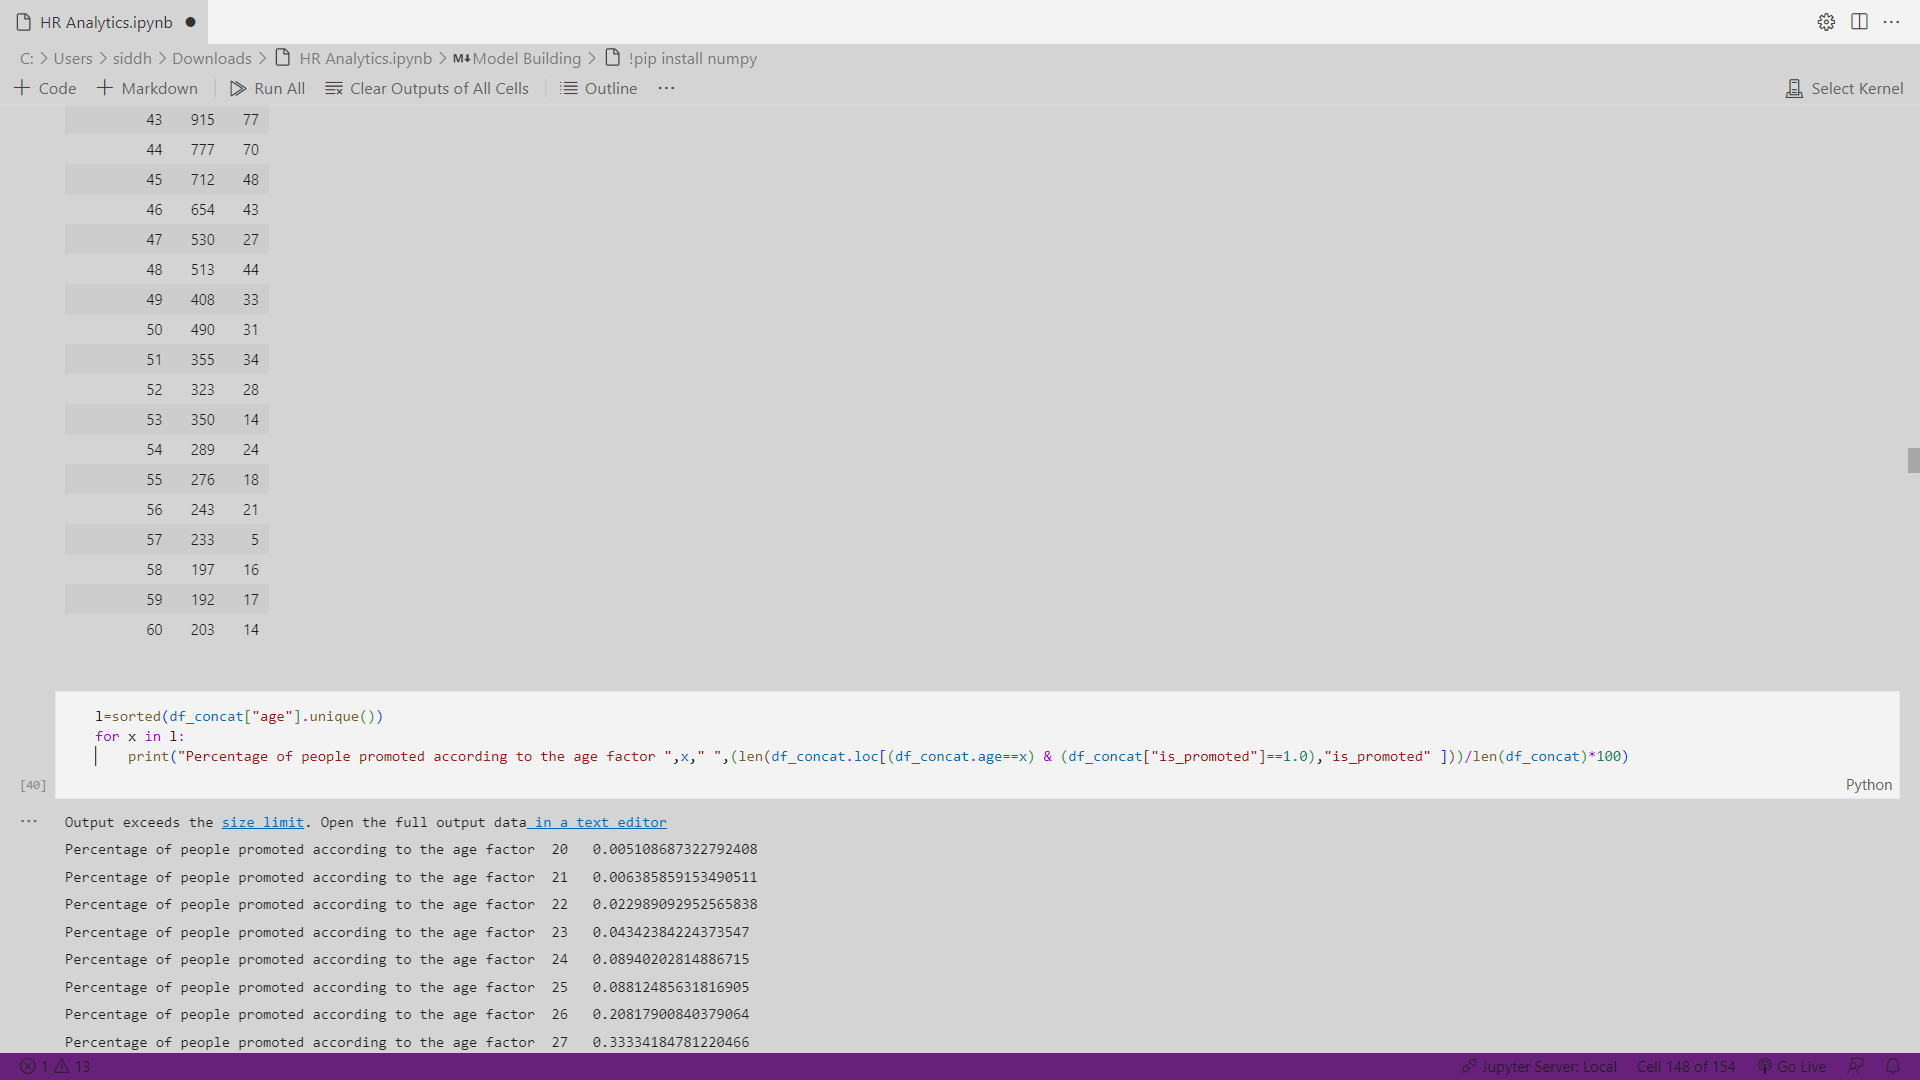 HR Analytics.ipynb
C: > Users > siddh > Downloads > HR Analytics.ipynb > M↓Model Building > !pip install numpy
+ Code + Markdown Run All Clear Outputs of All Cells Outline ··· Select Kernel
43 915 77
44 777 70
45 712 48
46 654 43
47 530 27
48 513 44
49 408 33
50 490 31
51 355 34
52 323 28
53 350 14
54 289 24
55 276 18
56 243 21
57 233 5
58 197 16
59 192 17
60 203 14
l=sorted(df_concat["age"].unique())
for x in l:
    print("Percentage of people promoted according to the age factor ",x," ",(len(df_concat.loc[(df_concat.age==x) & (df_concat["is_promoted"]==1.0),"is_promoted" ]))/len(df_concat)*100)
[40] Python
··· Output exceeds the size limit. Open the full output data in a text editor
Percentage of people promoted according to the age factor  20   0.005108687322792408
Percentage of people promoted according to the age factor  21   0.006385859153490511
Percentage of people promoted according to the age factor  22   0.022989092952565838
Percentage of people promoted according to the age factor  23   0.04342384224373547
Percentage of people promoted according to the age factor  24   0.08940202814886715
Percentage of people promoted according to the age factor  25   0.08812485631816905
Percentage of people promoted according to the age factor  26   0.20817900840379064
Percentage of people promoted according to the age factor  27   0.33334184781220466
1 13 Jupyter Server: Local Cell 148 of 154 Go Live